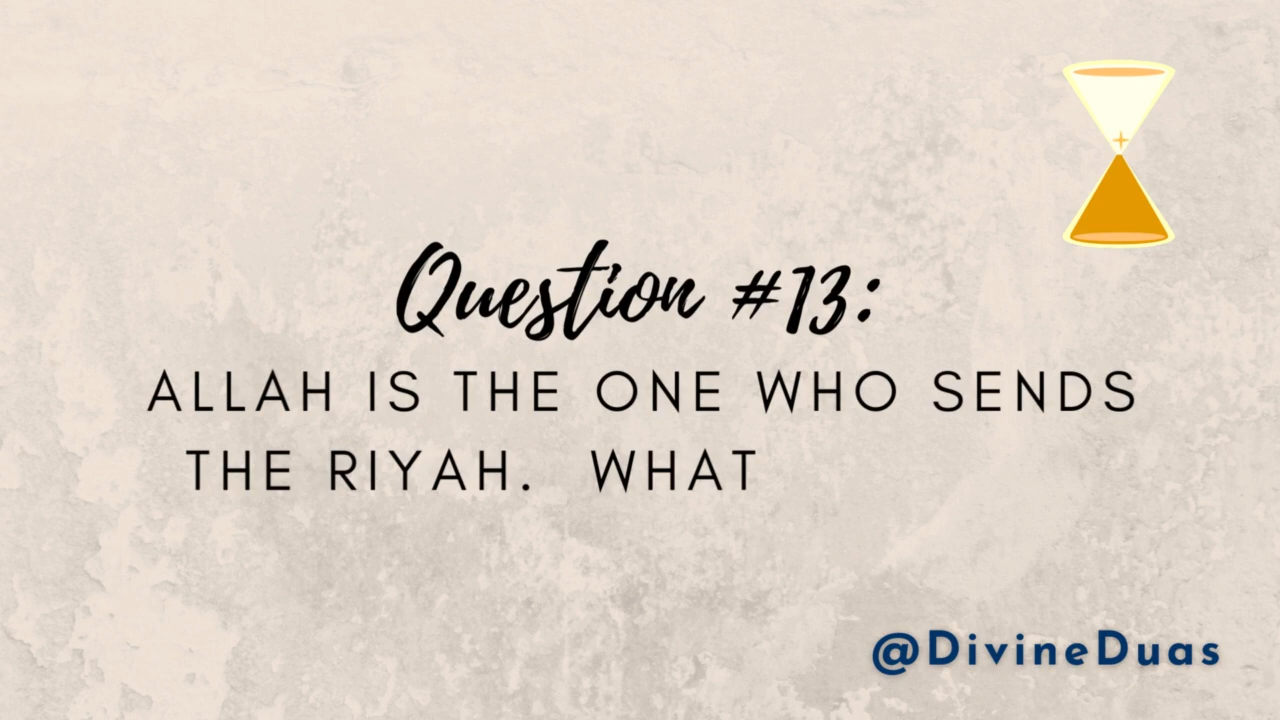 Question #13:
ALLAH IS THE ONE WHO SENDS
THE RIYAH. WHAT
@DivineDuas